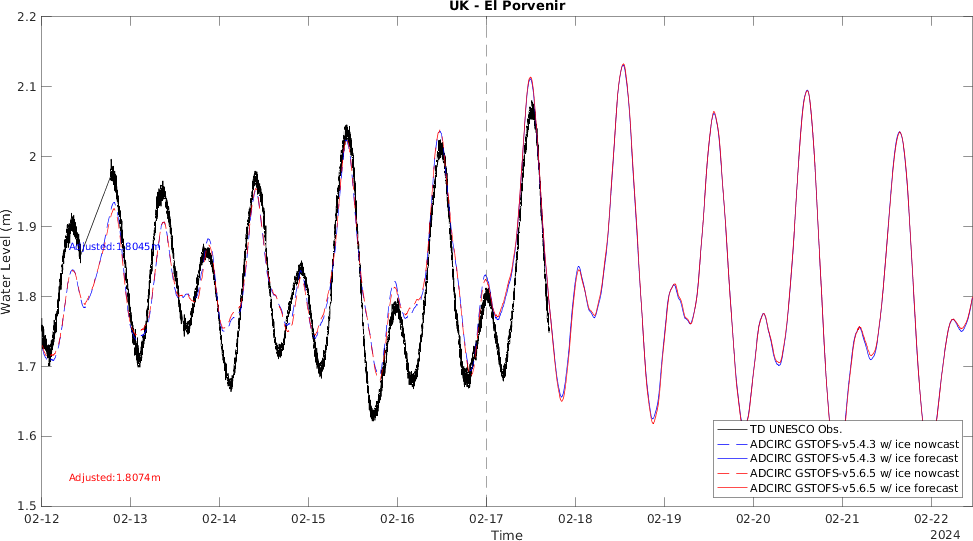 UK - El Porvenir
2.2
2.1
2
1.9
1.8
1.7
1.6
1.5
Water Level (m)
Adjusted:1.8045m
Adjusted:1.8074m
TD UNESCO Obs.
ADCIRC GSTOFS-v5.4.3 w/ ice nowcast
ADCIRC GSTOFS-v5.4.3 w/ ice forecast
ADCIRC GSTOFS-v5.6.5 w/ ice nowcast
ADCIRC GSTOFS-v5.6.5 w/ ice forecast
02-12 02-13 02-14 02-15 02-16 02-17 02-18 02-19 02-20 02-21 02-22
Time
2024